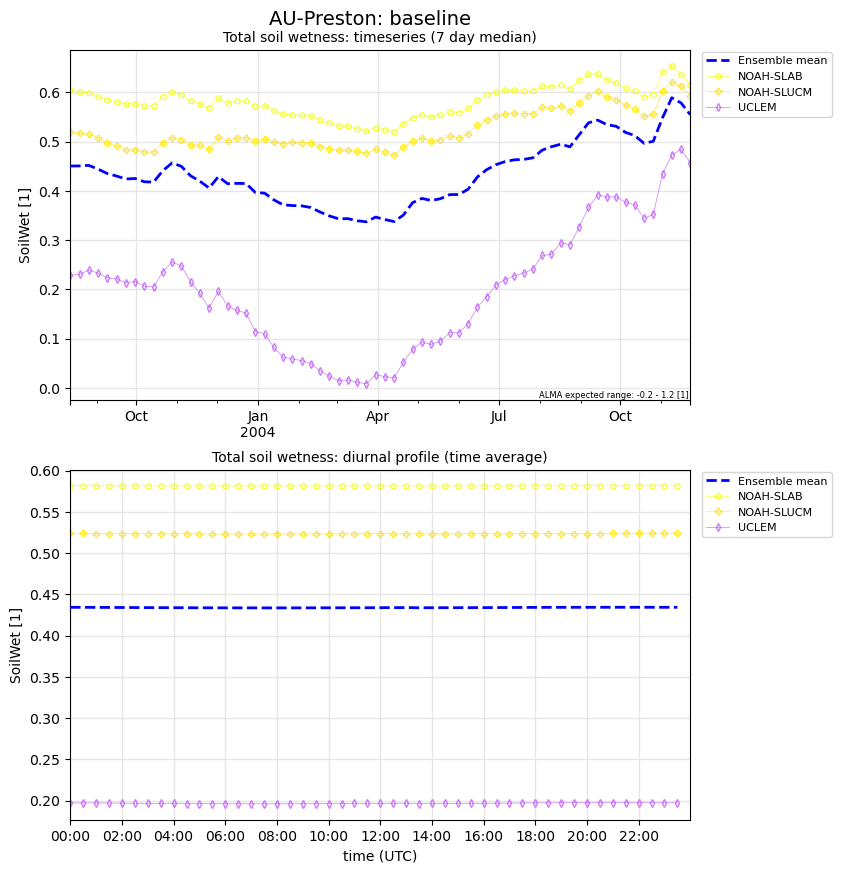 AU-Preston: baseline
Total soil wetness: timeseries (7 day median)
SoilWet [1]
0.6
0.5
0.4
0.3
0.2
0.1
0.0
Ensemble mean
NOAH-SLAB
NOAH-SLUCM
UCLEM
ALMA expected range: -0.2 - 1.2 [1]
Oct Jan Apr Jul Oct
2004
Total soil wetness: diurnal profile (time average)
SoilWet [1]
0.60
0.55
0.50
0.45
0.40
0.35
0.30
0.25
0.20
Ensemble mean
NOAH-SLAB
NOAH-SLUCM
UCLEM
00:00 02:00 04:00 06:00 08:00 10:00 12:00 14:00 16:00 18:00 20:00 22:00
time (UTC)